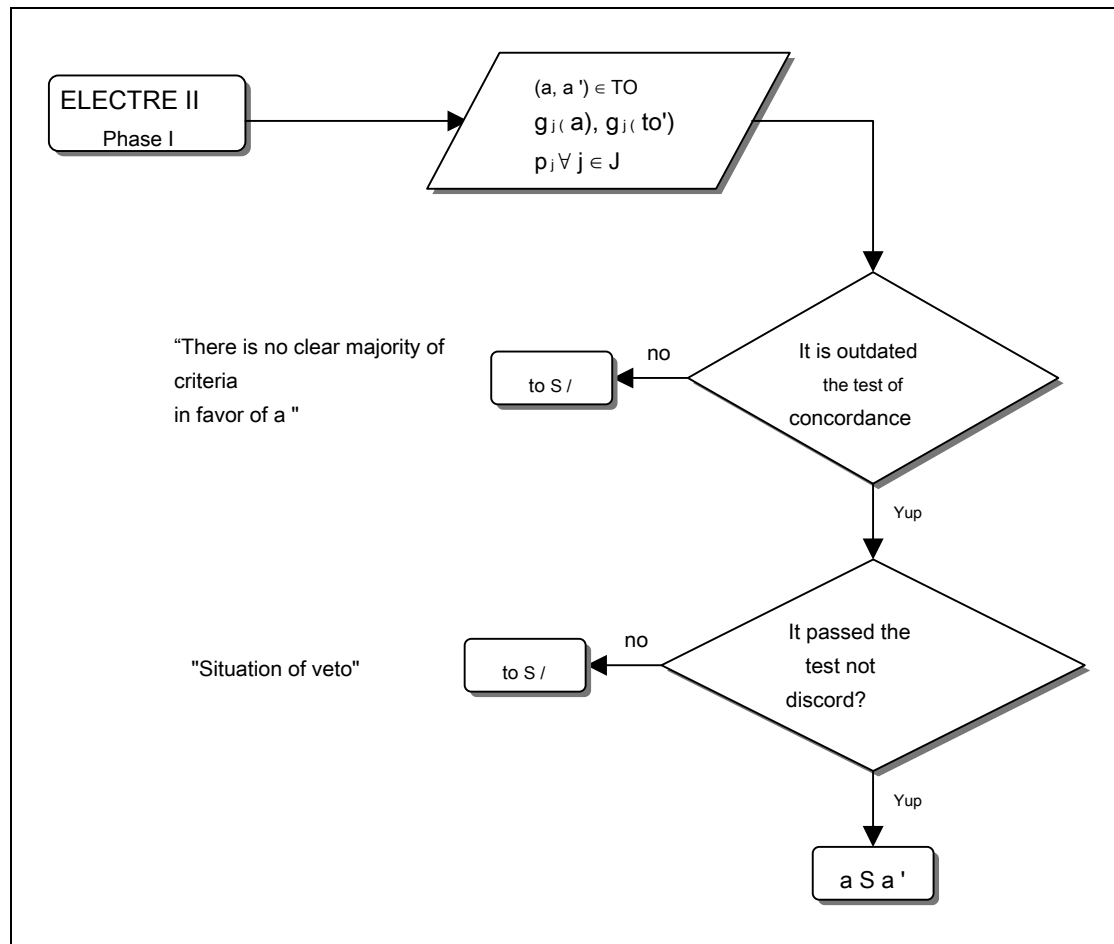 ELECTRE II
Phase I
(a, a ') ∈ TO
g j ( a), g j ( to')
p j ∀ j ∈ J
“There is no clear majority of
criteria
in favor of a "
to S /
no
It is outdated
the test of
concordance
Yup
"Situation of veto"
to S /
no
It passed the
test not
discord?
Yup
a S a '